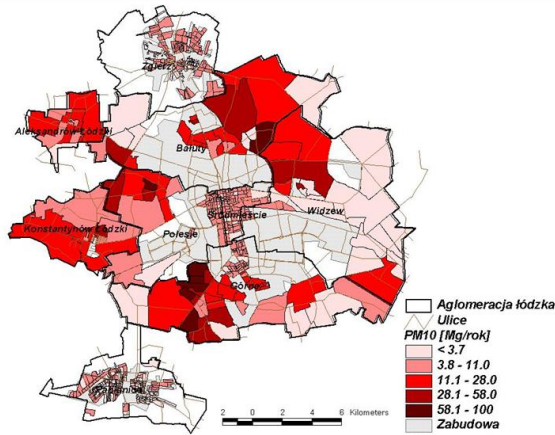 Zgierz
Aleksandrów Łódzki
Bałuty
Śródmieście
Widzew
Konstantynów Łódzki
Polesie
Górna
Pabianice
Aglomeracja łódzka
Ulice
PM10 [Mg/rok]
< 3.7
3.8 - 11.0
11.1 - 28.0
28.1 - 58.0
58.1 - 100
Zabudowa
2 0 2 4 6 Kilometers